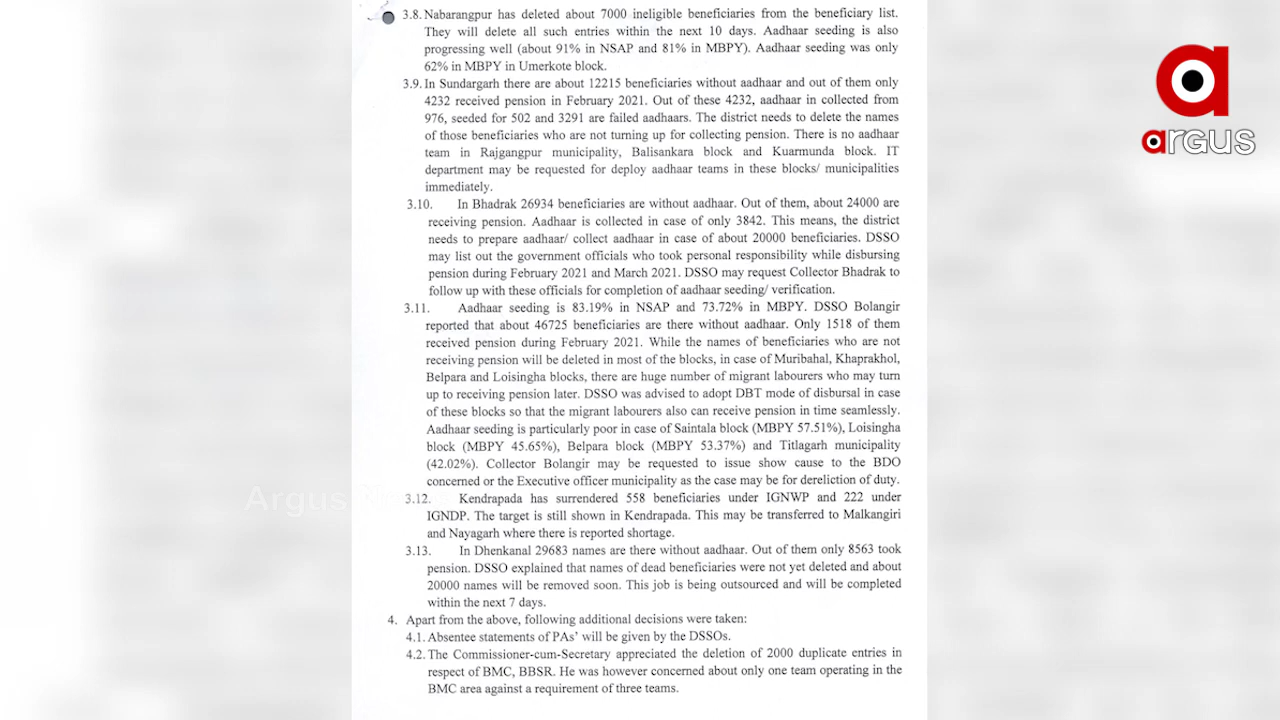 3.8. Nabarangpur has deleted about 7000 ineligible beneficiaries from the beneficiary list.
They will delete all such entries within the next 10 days. Aadhaar seeding is also
progressing well (about 91% in NSAP and 81% in MBPY). Aadhaar seeding was only
62% in MBPY in Umerkote block.
3.9. In Sundargarh there are about 12215 beneficiaries without aadhaar and out of them only
4232 received pension in February 2021. Out of these 4232, aadhaar in collected from
976, seeded for 502 and 3291 are failed aadhaars. The district needs to delete the names
of those beneficiaries who are not turning up for collecting pension. There is no aadhaar
team in Rajgangpur municipality, Balisankara block and Kuarmunda block. IT
department may be requested for deploy aadhaar teams in these blocks/ municipalities
immediately.
3.10. In Bhadrak 26934 beneficiaries are without aadhaar. Out of them, about 24000 are
receiving pension. Aadhaar is collected in case of only 3842. This means, the district
needs to prepare aadhaar/ collect aadhaar in case of about 20000 beneficiaries. DSSO
may list out the government officials who took personal responsibility while disbursing
pension during February 2021 and March 2021. DSSO may request Collector Bhadrak to
follow up with these officials for completion of aadhaar seeding/ verification.
3.11. Aadhaar seeding is 83.19% in NSAP and 73.72% in MBPY. DSSO Bolangir
reported that about 46725 beneficiaries are there without aadhaar. Only 1518 of them
received pension during February 2021. While the names of beneficiaries who are not
receiving pension will be deleted in most of the blocks, in case of Muribahal, Khaprakhol,
Belpara and Loisingha blocks, there are huge number of migrant labourers who may turn
up to receiving pension later. DSSO was advised to adopt DBT mode of disbursal in case
of these blocks so that the migrant labourers also can receive pension in time seamlessly.
Aadhaar seeding is particularly poor in case of Saintala block (MBPY 57.51%), Loisingha
block (MBPY 45.65%), Belpara block (MBPY 53.37%) and Titlagarh municipality
(42.02%). Collector Bolangir may be requested to issue show cause to the BDO
concerned or the Executive officer municipality as the case may be for dereliction of duty.
3.12. Kendrapada has surrendered 558 beneficiaries under IGNWP and 222 under
IGNDP. The target is still shown in Kendrapada. This may be transferred to Malkangiri
and Nayagarh where there is reported shortage.
3.13. In Dhenkanal 29683 names are there without aadhaar. Out of them only 8563 took
pension. DSSO explained that names of dead beneficiaries were not yet deleted and about
20000 names will be removed soon. This job is being outsourced and will be completed
within the next 7 days.
4. Apart from the above, following additional decisions were taken:
4.1. Absentee statements of PAs' will be given by the DSSOs.
4.2. The Commissioner-cum-Secretary appreciated the deletion of 2000 duplicate entries in
respect of BMC, BBSR. He was however concerned about only one team operating in the
BMC area against a requirement of three teams.
argus
Argus